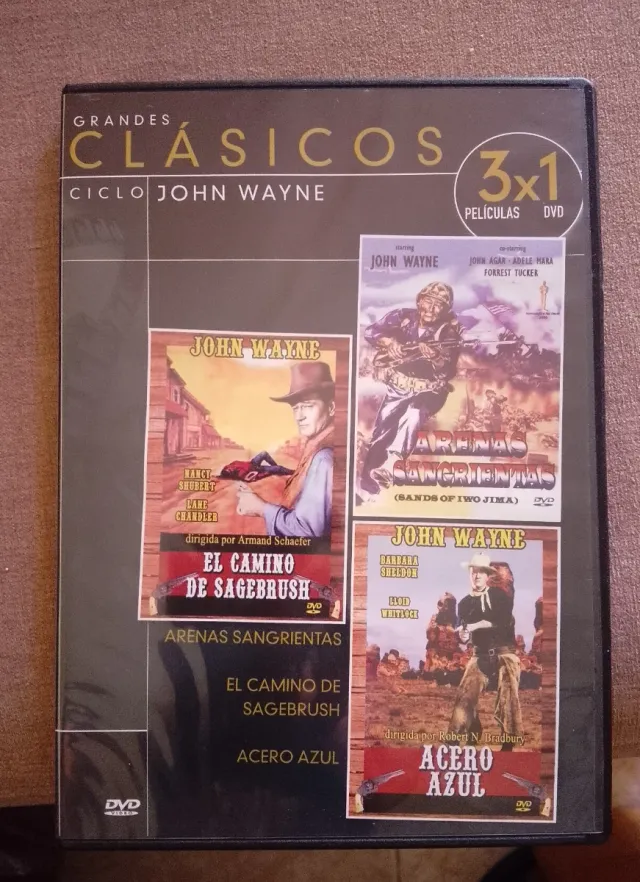 GRANDES
CLÁSICOS
CICLO JOHN WAYNE
3x1
PELÍCULAS DVD
starring
JOHN WAYNE
co-starring
JOHN AGAR - ADELE MARA
FORREST TUCKER
ARENAS
SANGRIENTAS
(SANDS OF IWO JIMA)
DVD
JOHN WAYNE
NANCY
SHUBERT
LANE
CHANDLER
dirigida por Armand Schaefer
EL CAMINO
DE SAGEBRUSH
DVD
JOHN WAYNE
BARBARA
SHELDON
LLOID
WHITLOCK
dirigida por Robert N. Bradbury
ACERO
AZUL
DVD
ARENAS SANGRIENTAS
EL CAMINO DE
SAGEBRUSH
ACERO AZUL
DVD
VIDEO